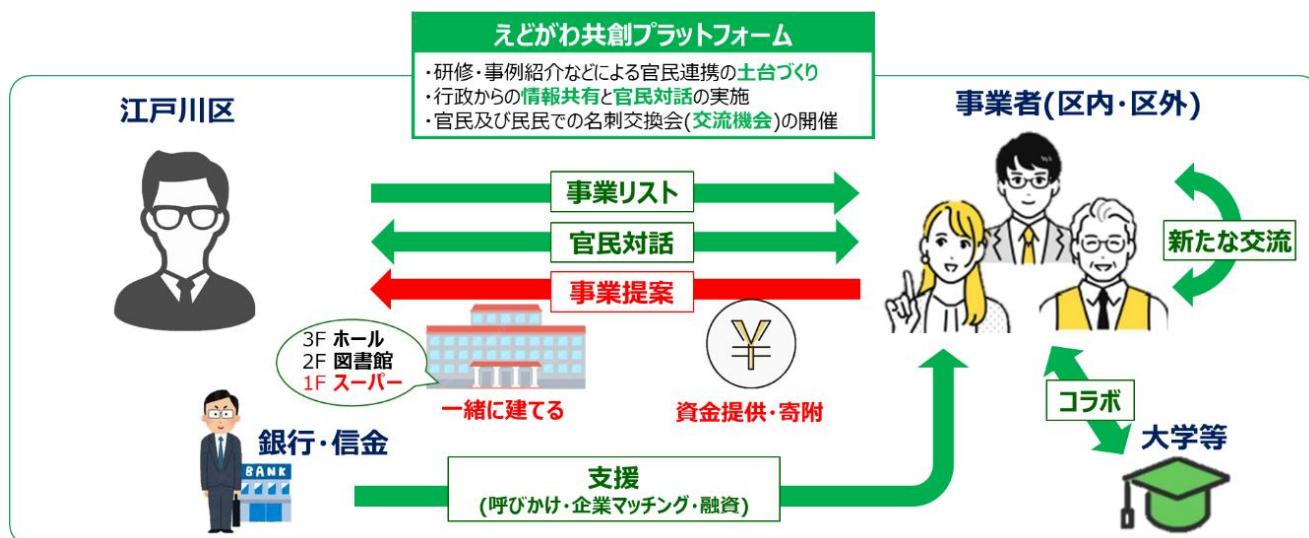 えどがわ共創プラットフォーム
・研修・事例紹介などによる官民連携の土台づくり
・行政からの情報共有と官民対話の実施
・官民及び民民での名刺交換会(交流機会)の開催
江戸川区
事業者(区内・区外)
事業リスト
官民対話
新たな交流
事業提案
3F ホール
2F 図書館
1F スーパー
¥
一緒に建てる
資金提供・寄附
コラボ
銀行・信金
大学等
BANK
支援
(呼びかけ・企業マッチング・融資)